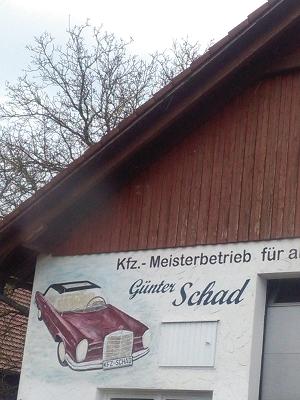 Kfz.- Meisterbetrieb für
Günter Schad
KFZ-SCHAD